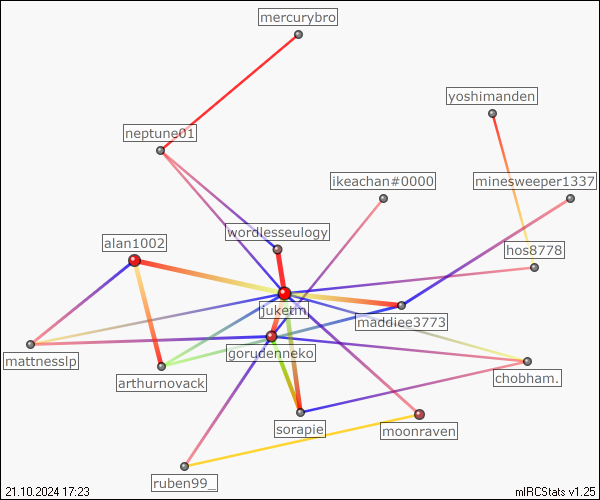 mercurybro
yoshimanden
neptune01
ikeachan#0000
minesweeper1337
wordlesseulogy
alan1002
hos8778
juketm
maddiee3773
gorudenneko
mattnesslp
arthurnovack
chobham.
sorapie
moonraven
ruben99_
21.10.2024 17:23
mIRCStats v1.25